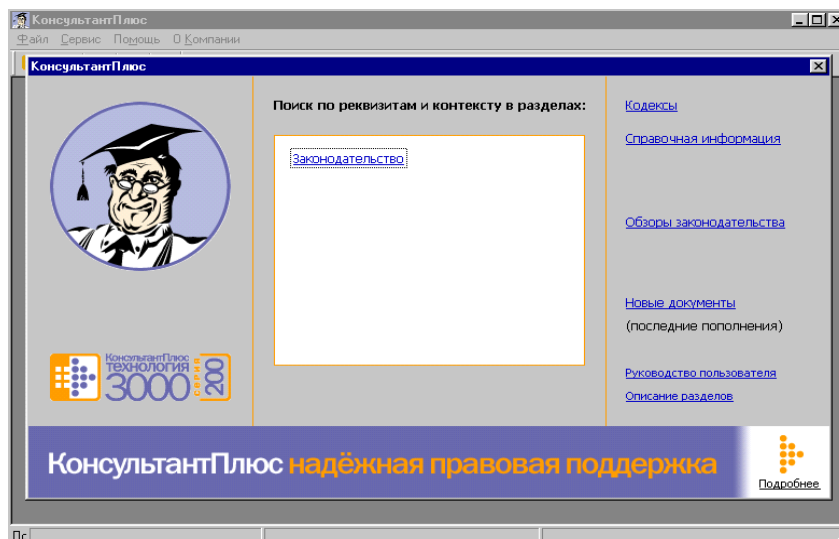 КонсультантПлюс
Файл Сервис Помощь О Компании
КонсультантПлюс
Поиск по реквизитам и контексту в разделах:
Законодательство
Кодексы
Справочная информация
Обзоры законодательства
Новые документы
(последние пополнения)
Руководство пользователя
Описание разделов
КонсультантПлюс
ТЕХНОЛОГИЯ
3000
серия
200
КонсультантПлюс надёжная правовая поддержка
Подробнее